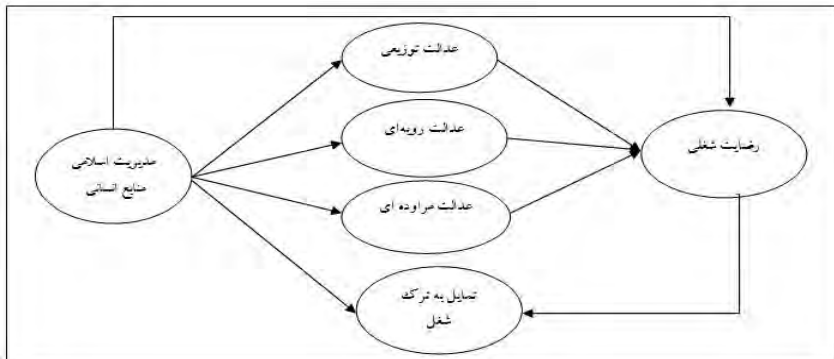 عدالت توزیعی
عدالت رویه‌ای
عدالت مراوده ای
مدیریت اسلامی
منابع انسانی
رضایت شغلی
تمایل به ترک
شغل